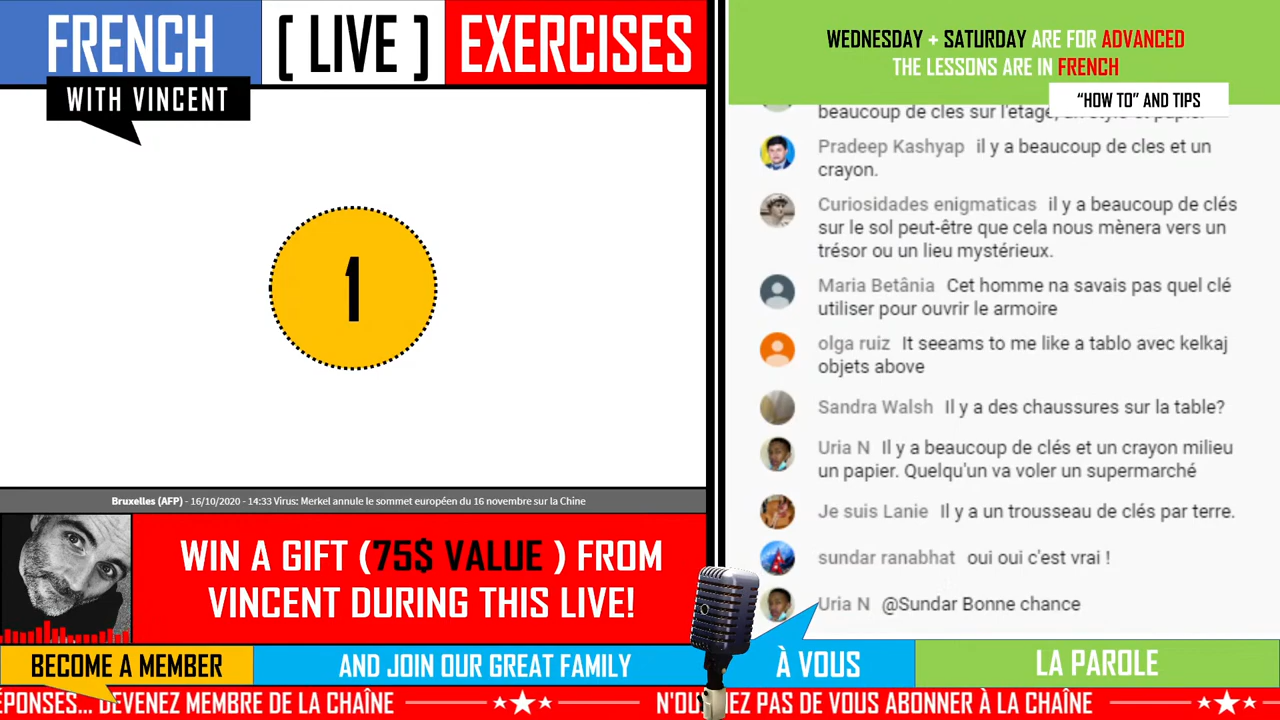 FRENCH
[ LIVE ]
EXERCISES
WITH VINCENT
1
Bruxelles (AFP) - 16/10/2020 - 14:33 Virus: Merkel annule le sommet européen du 16 novembre sur la Chine
WIN A GIFT (75$ VALUE ) FROM
VINCENT DURING THIS LIVE!
BECOME A MEMBER
AND JOIN OUR GREAT FAMILY
WEDNESDAY + SATURDAY ARE FOR ADVANCED
THE LESSONS ARE IN FRENCH
“HOW TO” AND TIPS
beaucoup de cles sur l'etage,
Pradeep Kashyap il y a beaucoup de cles et un
crayon.
Curiosidades enigmaticas il y a beaucoup de clés
sur le sol peut-être que cela nous mènera vers un
trésor ou un lieu mystérieux.
Maria Betânia Cet homme na savais pas quel clé
utiliser pour ouvrir le armoire
olga ruiz It seeams to me like a tablo avec kelkaj
objets above
Sandra Walsh Il y a des chaussures sur la table?
Uria N Il y a beaucoup de clés et un crayon milieu
un papier. Quelqu'un va voler un supermarché
Je suis Lanie Il y a un trousseau de clés par terre.
sundar ranabhat oui oui c'est vrai !
Uria N @Sundar Bonne chance
À VOUS
LA PAROLE
ÉPONSES... DEVENEZ MEMBRE DE LA CHAÎNE
PAS DE VOUS ABONNER À LA CHAÎNE